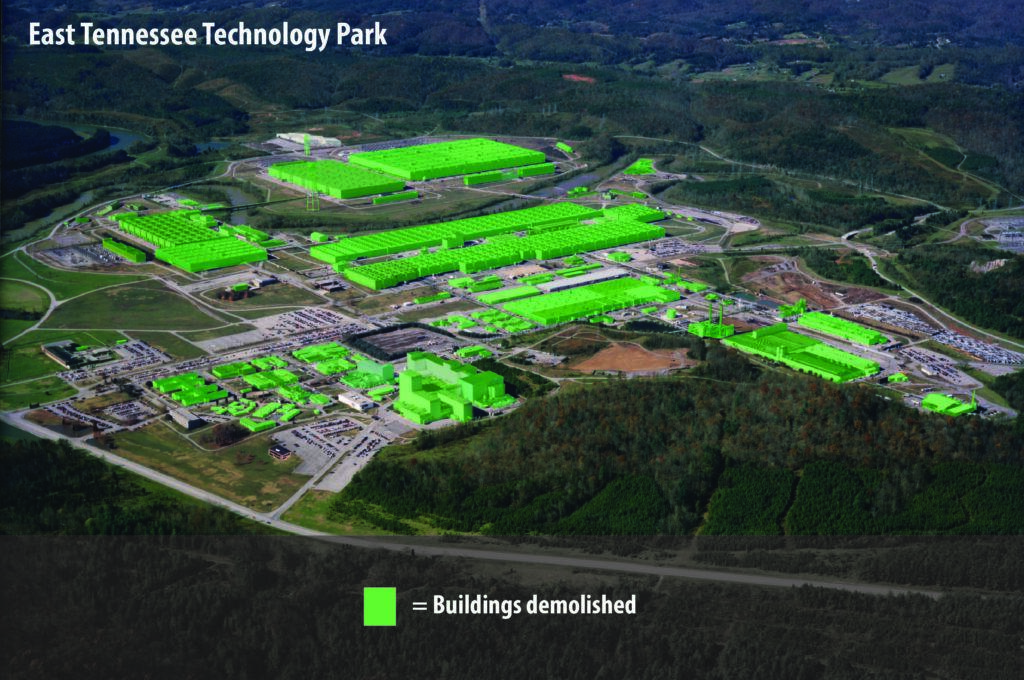 East Tennessee Technology Park
= Buildings demolished